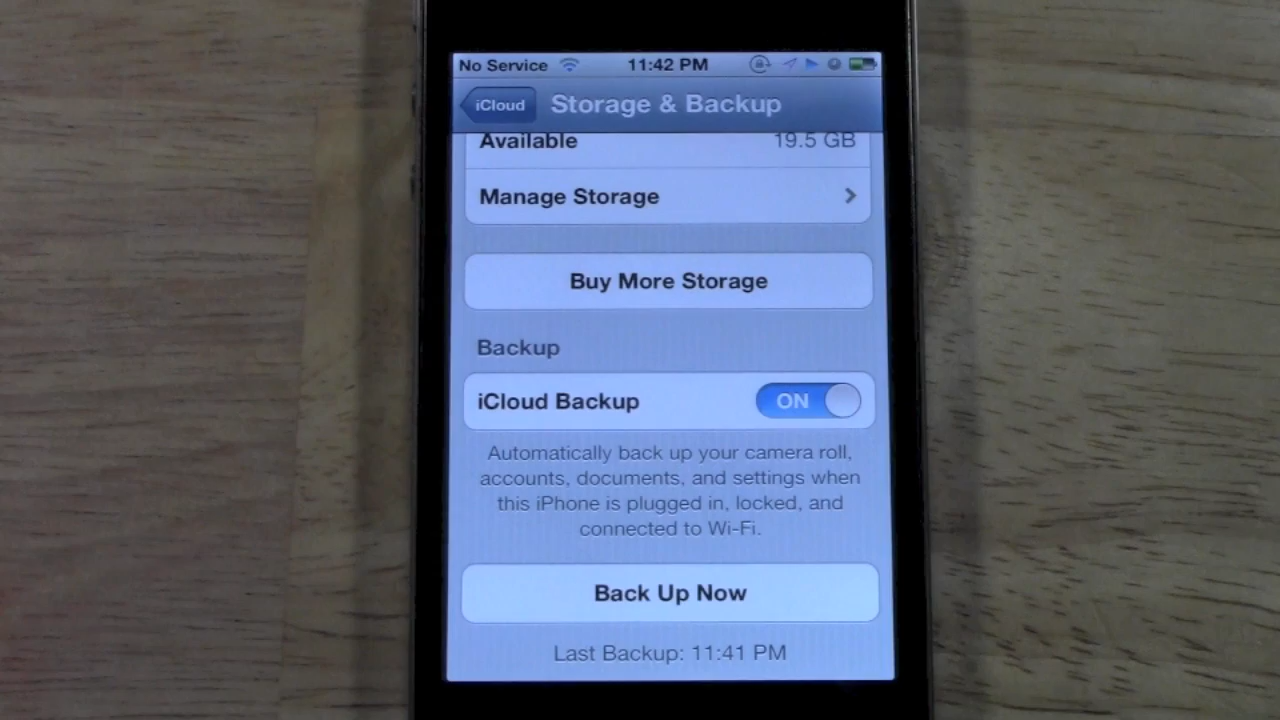 No Service 11:42 PM
iCloud Storage & Backup
Available 19.5 GB
Manage Storage
Buy More Storage
Backup
iCloud Backup ON
Automatically back up your camera roll,
accounts, documents, and settings when
this iPhone is plugged in, locked, and
connected to Wi-Fi.
Back Up Now
Last Backup: 11:41 PM